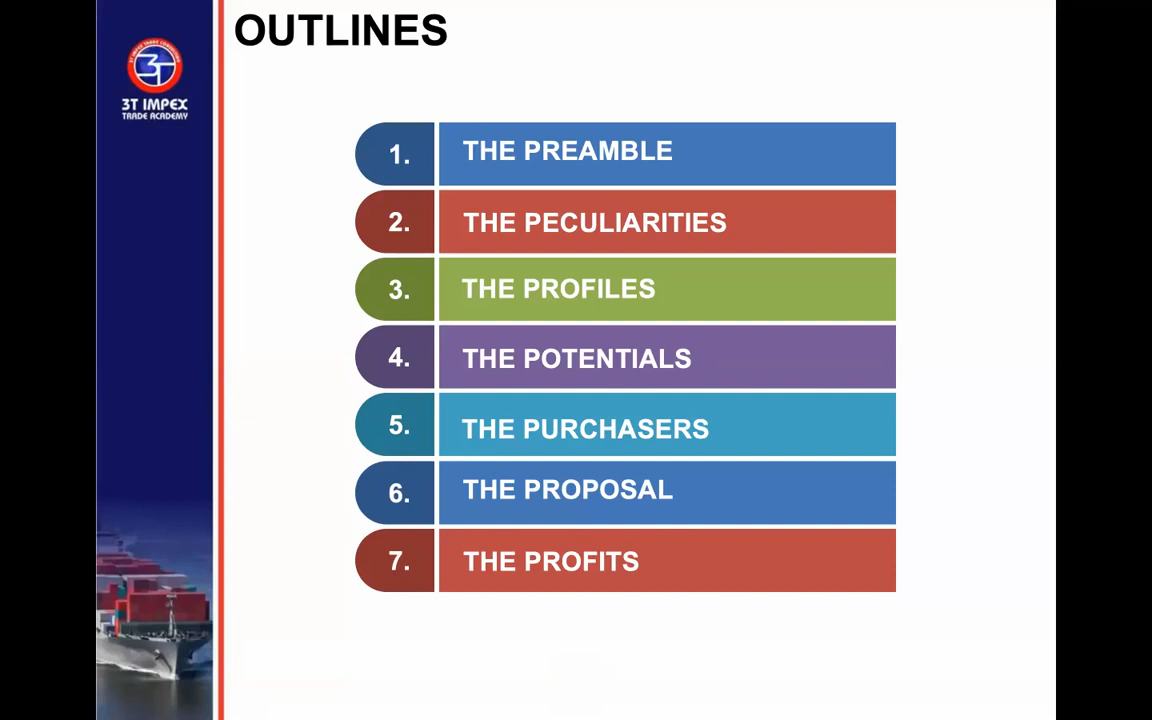 OUTLINES
3T
3T IMPEX
TRADE ACADEMY
1. THE PREAMBLE
2. THE PECULIARITIES
3. THE PROFILES
4. THE POTENTIALS
5. THE PURCHASERS
6. THE PROPOSAL
7. THE PROFITS